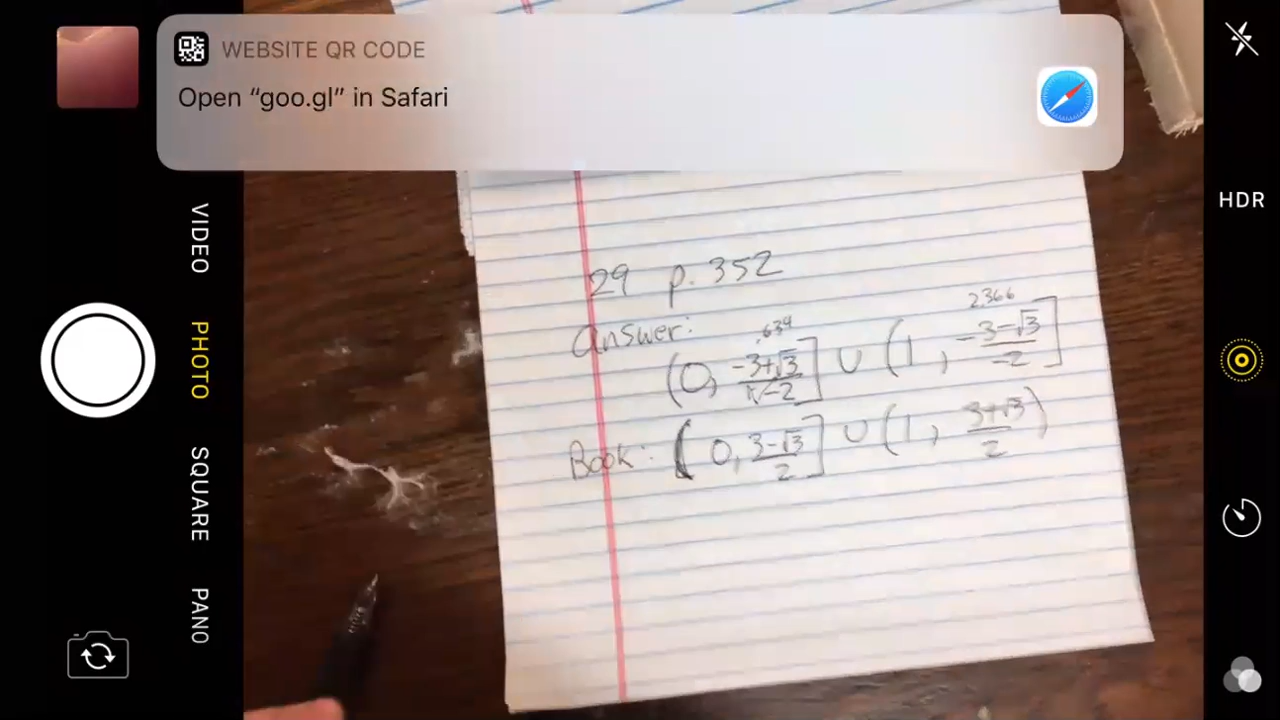 WEBSITE QR CODE
Open “goo.gl” in Safari
HDR
VIDEO
PHOTO
SQUARE
PANO
29 p. 352
Answer: .634 2.366
(0, -3+√3/-2] ∪ (1, -3-√3/-2]
Book: ( 0, 3-√3/2] ∪ (1, 3+√3/2)